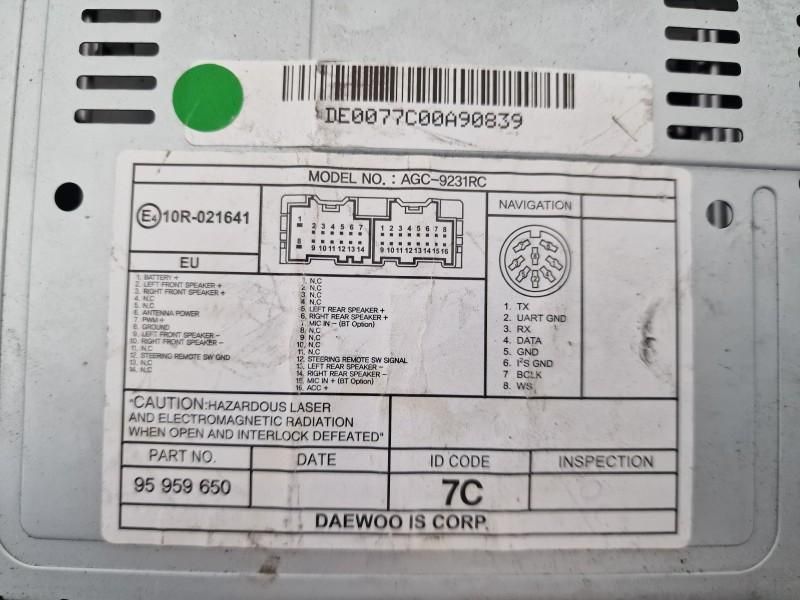 DE0077C00A90839
MODEL NO. : AGC-9231RC
E4 10R-021641
EU
1 2 3 4 5 6 7
8 9 10 11 12 13 14
1 2 3 4 5 6 7 8
9 10 11 12 13 14 15 16
NAVIGATION
1. BATTERY +
2. LEFT FRONT SPEAKER +
3. RIGHT FRONT SPEAKER +
4. N.C
5. N.C
6. ANTENNA POWER
7. PWM+
8. GROUND
9. LEFT FRONT SPEAKER -
10. RIGHT FRONT SPEAKER -
11. N.C
12. STEERING REMOTE SW GND
13. N.C
14. N.C
1. N.C
2. N.C
3. N.C
4. N.C
5. LEFT REAR SPEAKER +
6. RIGHT REAR SPEAKER +
7. MIC IN - (BT Option)
8. N.C
9. N.C
10. N.C
11. N.C
12. STEERING REMOTE SW SIGNAL
13. LEFT REAR SPEAKER -
14. RIGHT REAR SPEAKER -
15. MIC IN + (BT Option)
16. ACC +
1. TX
2. UART GND
3. RX
4. DATA
5. GND
6. I²S GND
7. BCLK
8. WS
"CAUTION:HAZARDOUS LASER
AND ELECTROMAGNETIC RADIATION
WHEN OPEN AND INTERLOCK DEFEATED"
PART NO. DATE ID CODE INSPECTION
95 959 650 7C
DAEWOO IS CORP.